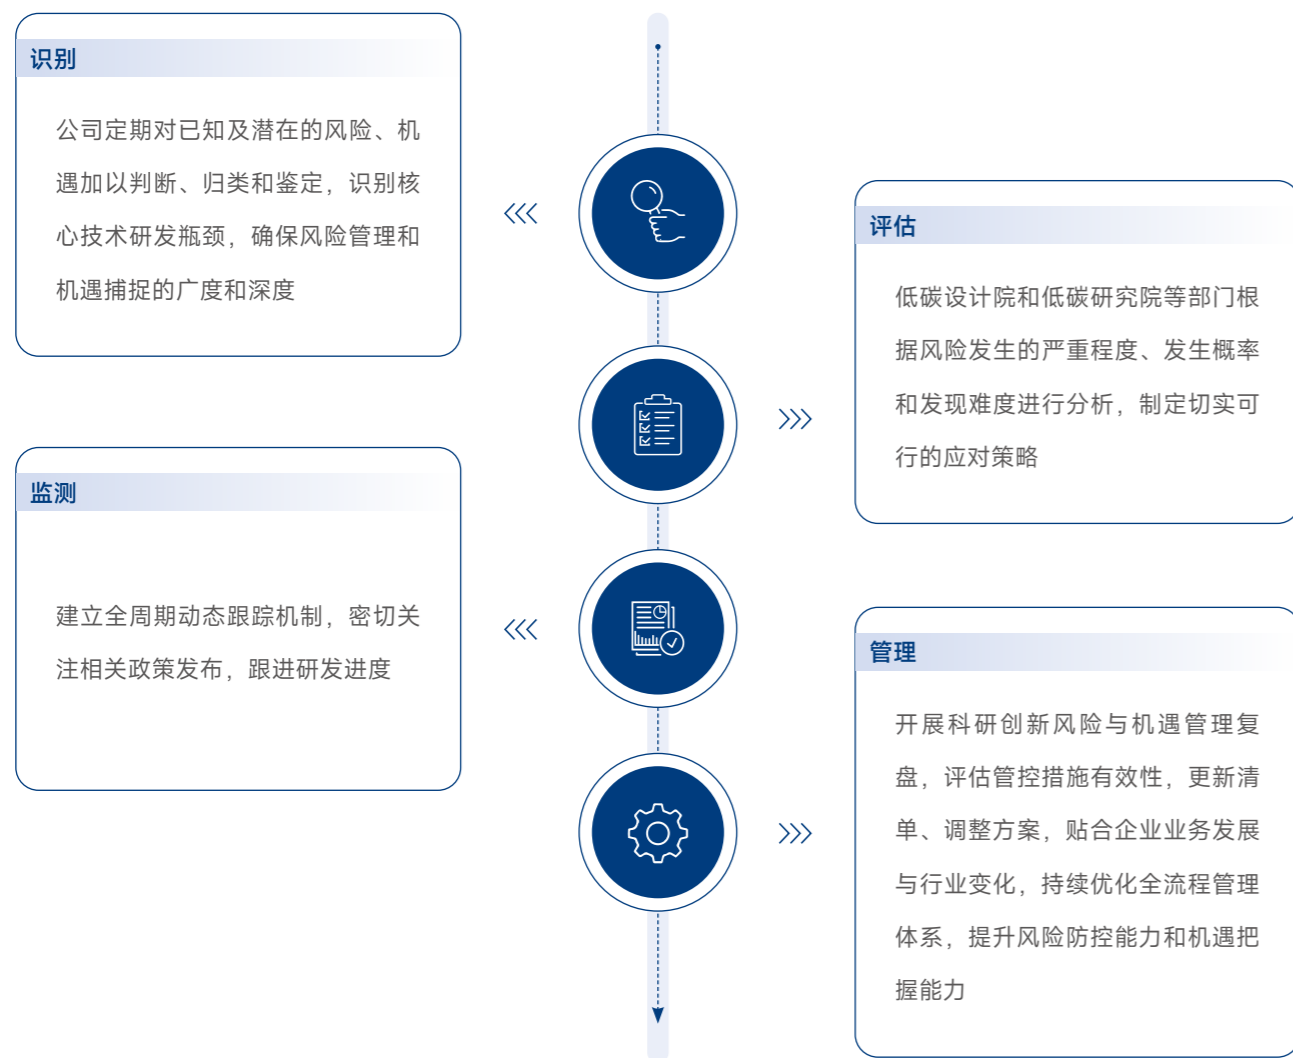 识别
公司定期对已知及潜在的风险、机
遇加以判断、归类和鉴定，识别核
心技术研发瓶颈，确保风险管理和
机遇捕捉的广度和深度
评估
低碳设计院和低碳研究院等部门根
据风险发生的严重程度、发生概率
和发现难度进行分析，制定切实可
行的应对策略
监测
建立全周期动态跟踪机制，密切关
注相关政策发布，跟进研发进度
管理
开展科研创新风险与机遇管理复
盘，评估管控措施有效性，更新清
单、调整方案，贴合企业业务发展
与行业变化，持续优化全流程管理
体系，提升风险防控能力和机遇把
握能力